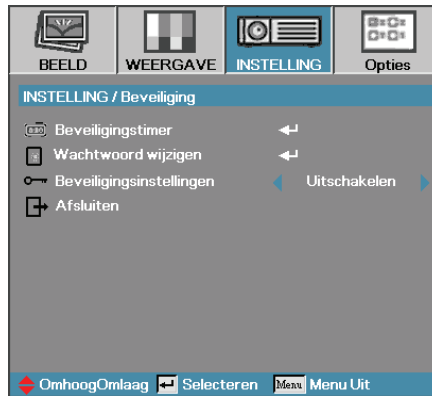 BEELD WEERGAVE INSTELLING Opties
INSTELLING / Beveiliging
Beveiligingstimer
Wachtwoord wijzigen
Beveiligingsinstellingen Uitschakelen
Afsluiten
OmhoogOmlaag Selecteren Menu Menu Uit